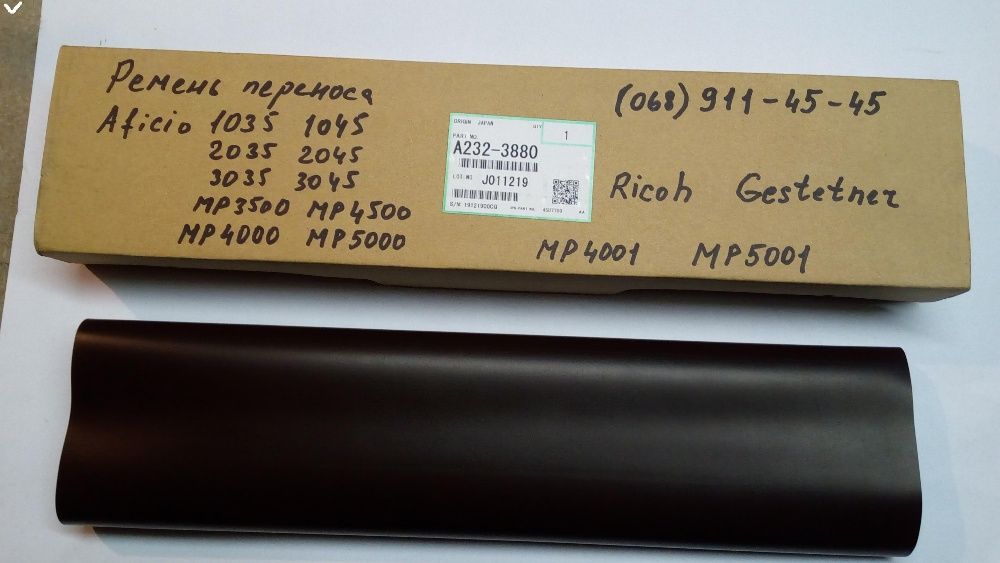 Ремень переноса
Aficio 1035 1045
2035 2045
3035 3045
MP3500 MP4500
MP4000 MP5000
(068) 911-45-45
ORIGIN JAPAN
QTY
1
PART NO.
A232-3880
LOT NO. J011219
Ricoh Gestetner
MP4001 MP5001